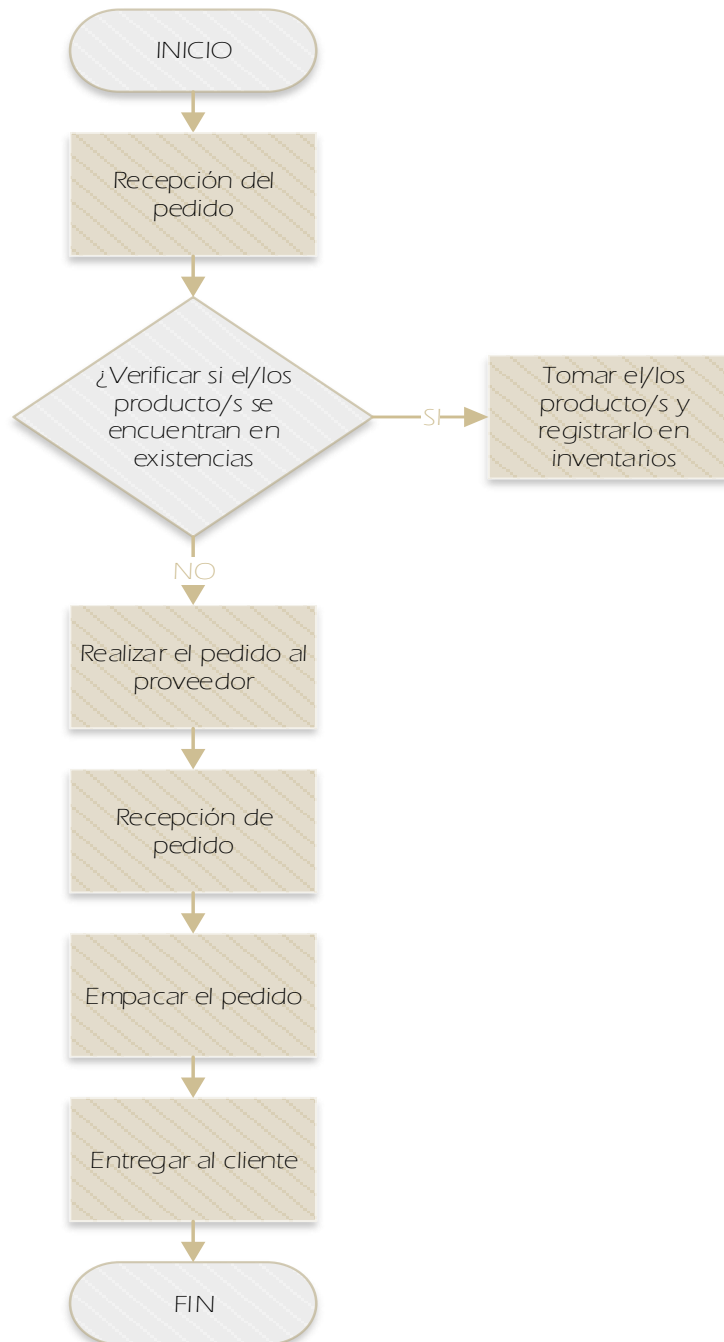 INICIO
Recepción del
pedido
¿Verificar si el/los
producto/s se
encuentran en
existencias
SI
Tomar el/los
producto/s y
registrarlo en
inventarios
NO
Realizar el pedido al
proveedor
Recepción de
pedido
Empacar el pedido
Entregar al cliente
FIN